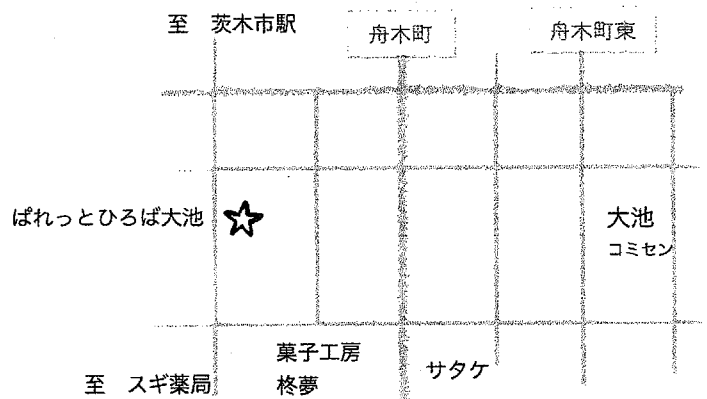 至　茨木市駅
舟木町
舟木町東
ぱれっとひろば大池
大池
コミセン
菓子工房
柊夢
サタケ
至　スギ薬局